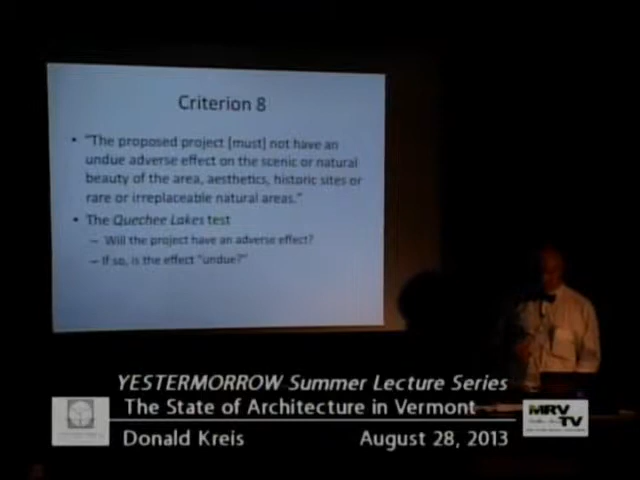 Criterion 8
• "The proposed project [must] not have an
undue adverse effect on the scenic or natural
beauty of the area, aesthetics, historic sites or
rare or irreplaceable natural areas."
• The Quechee Lakes test
– Will the project have an adverse effect?
– If so, is the effect "undue?"
YESTERMORROW Summer Lecture Series
The State of Architecture in Vermont
Donald Kreis August 28, 2013
MRV
TV